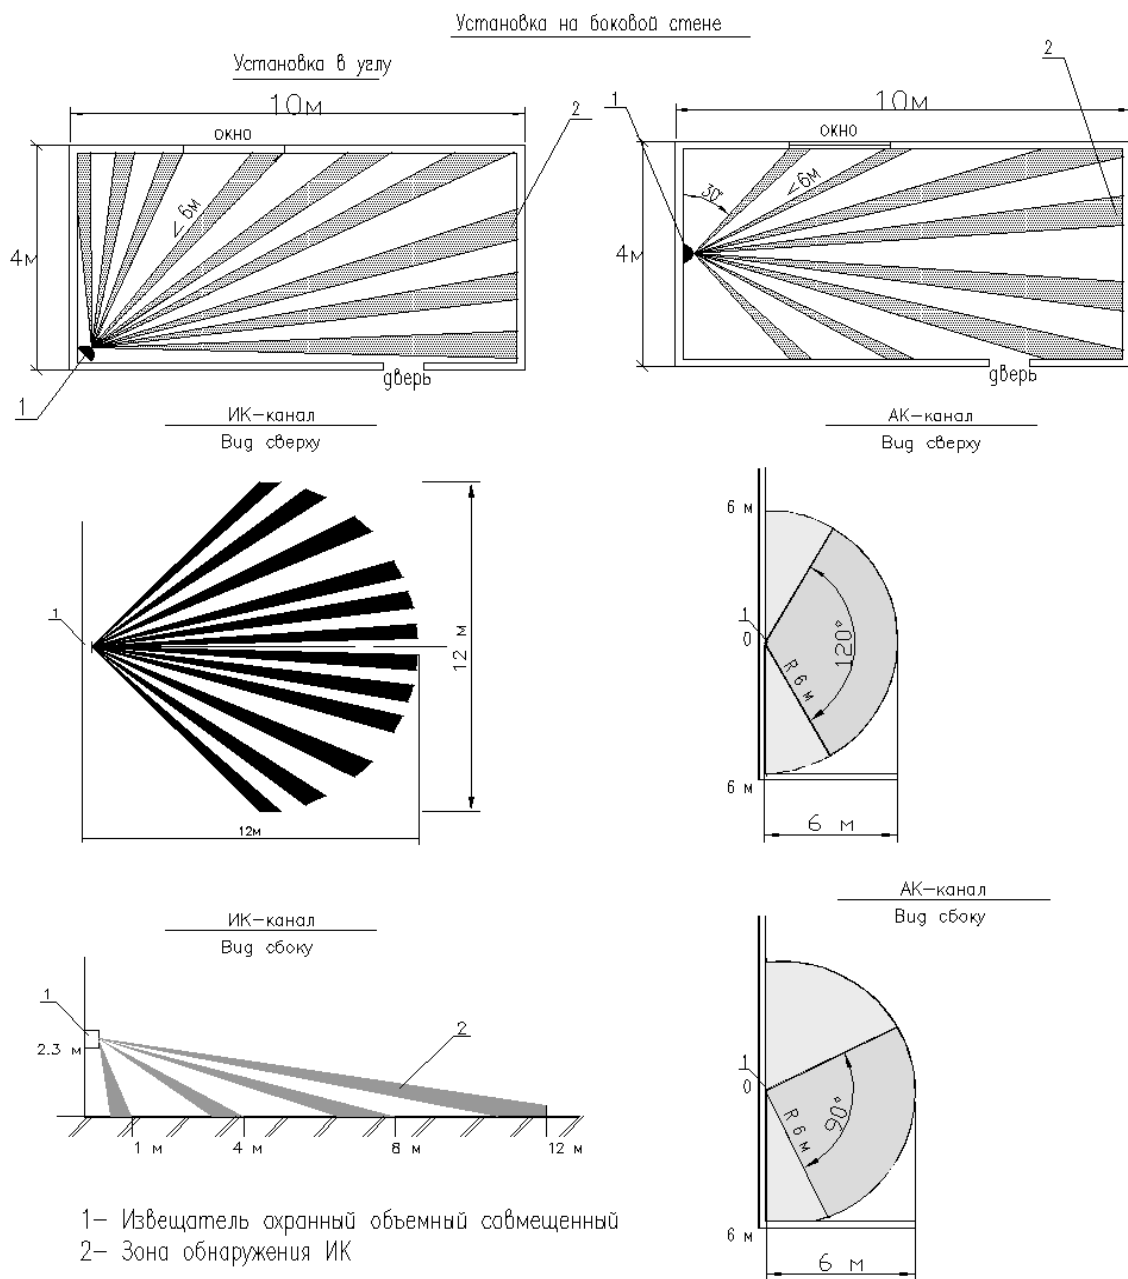 Установка на боковой стене
Установка в углу
10м
2
окно
4м
< 6м
дверь
1
1
10м
2
окно
30°
<6м
4м
дверь
ИК-канал
Вид сверху
1
12 м
12м
АК-канал
Вид сверху
6 м
1
0
120°
R 6 м
6 м
6 м
ИК-канал
Вид сбоку
1
2.3 м
2
1 м
4 м
8 м
12 м
АК-канал
Вид сбоку
1
0
90°
R 6 м
6 м
6 м
1- Извещатель охранный объемный савмещенный
2- Зона обнаружения ИК